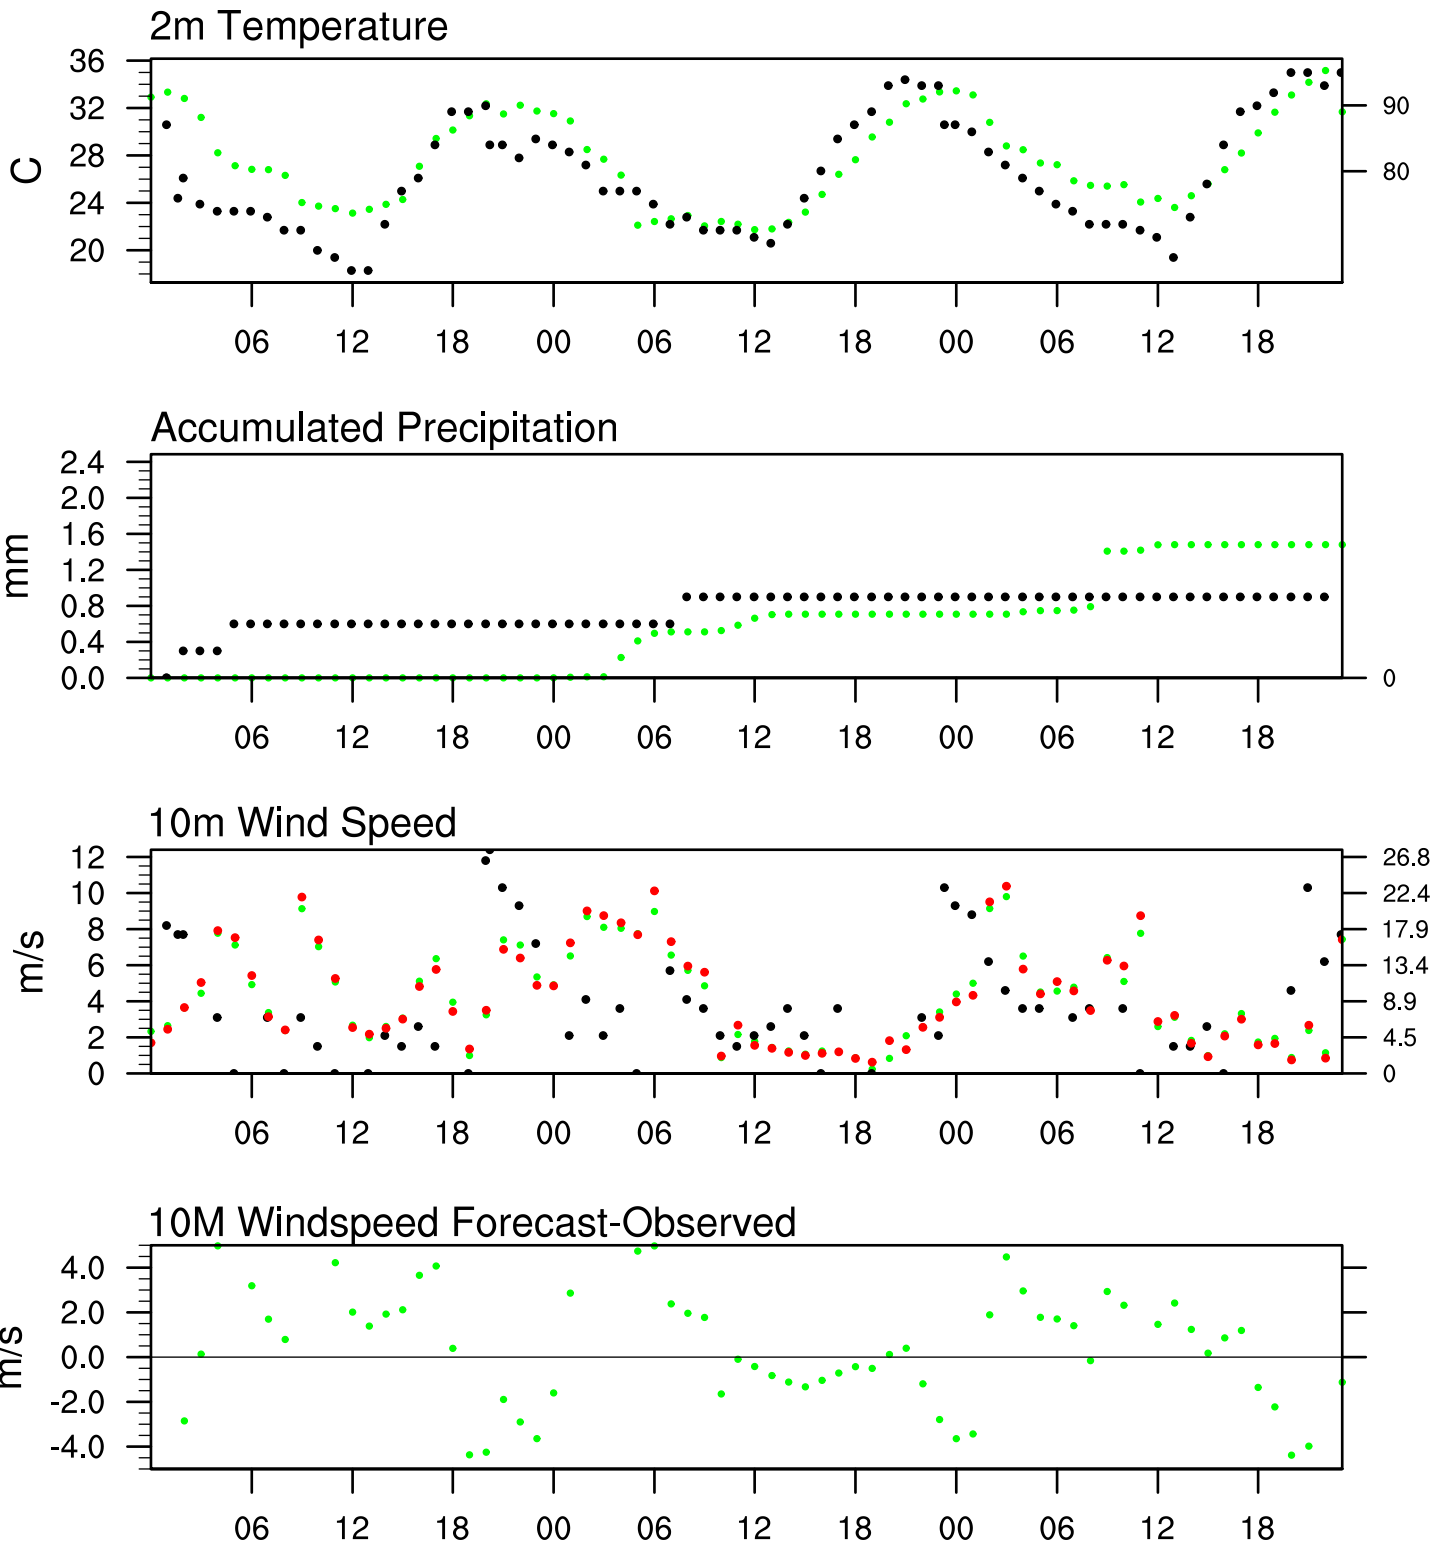 2m Temperature
36
32
28
24
20
C
90
80
06 12 18 00 06 12 18 00 06 12 18
Accumulated Precipitation
2.4
2.0
1.6
1.2
0.8
0.4
0.0
mm
0
06 12 18 00 06 12 18 00 06 12 18
10m Wind Speed
12
10
8
6
4
2
0
m/s
26.8
22.4
17.9
13.4
8.9
4.5
0
06 12 18 00 06 12 18 00 06 12 18
10M Windspeed Forecast-Observed
4.0
2.0
0.0
-2.0
-4.0
m/s
06 12 18 00 06 12 18 00 06 12 18